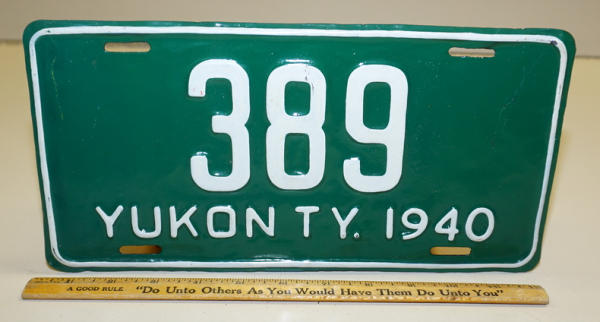 389
YUKON TY. 1940
A GOOD RULE "Do Unto Others As You Would Have Them Do Unto You"